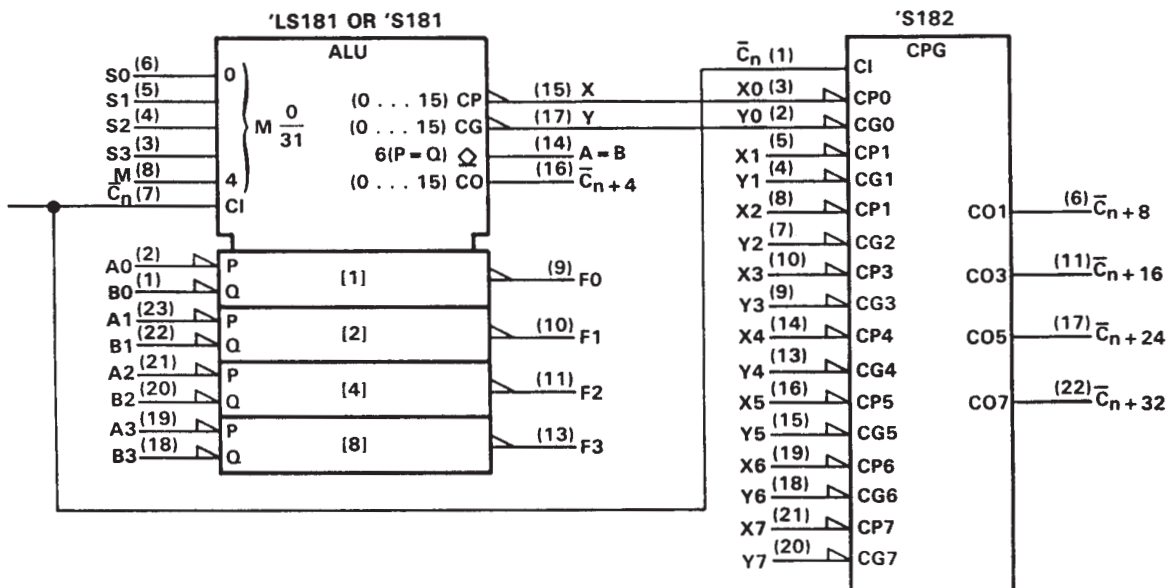 'LS181 OR 'S181
ALU
S0 (6) 0
S1 (5)
S2 (4)
S3 (3)
M (8) 4
C̅n (7) CI
M 0/31
(0 . . . 15) CP (15) X
(0 . . . 15) CG (17) Y
6(P = Q) ◇ (14) A = B
(0 . . . 15) CO (16) C̅n + 4
A0 (2) P
B0 (1) Q
[1]
(9) F0
A1 (23) P
B1 (22) Q
[2]
(10) F1
A2 (21) P
B2 (20) Q
[4]
(11) F2
A3 (19) P
B3 (18) Q
[8]
(13) F3
'S182
CPG
C̅n (1) CI
X0 (3) CP0
Y0 (2) CG0
X1 (5) CP1
Y1 (4) CG1
X2 (8) CP1
Y2 (7) CG2
X3 (10) CP3
Y3 (9) CG3
X4 (14) CP4
Y4 (13) CG4
X5 (16) CP5
Y5 (15) CG5
X6 (19) CP6
Y6 (18) CG6
X7 (21) CP7
Y7 (20) CG7
CO1 (6) C̅n + 8
CO3 (11) C̅n + 16
CO5 (17) C̅n + 24
CO7 (22) C̅n + 32